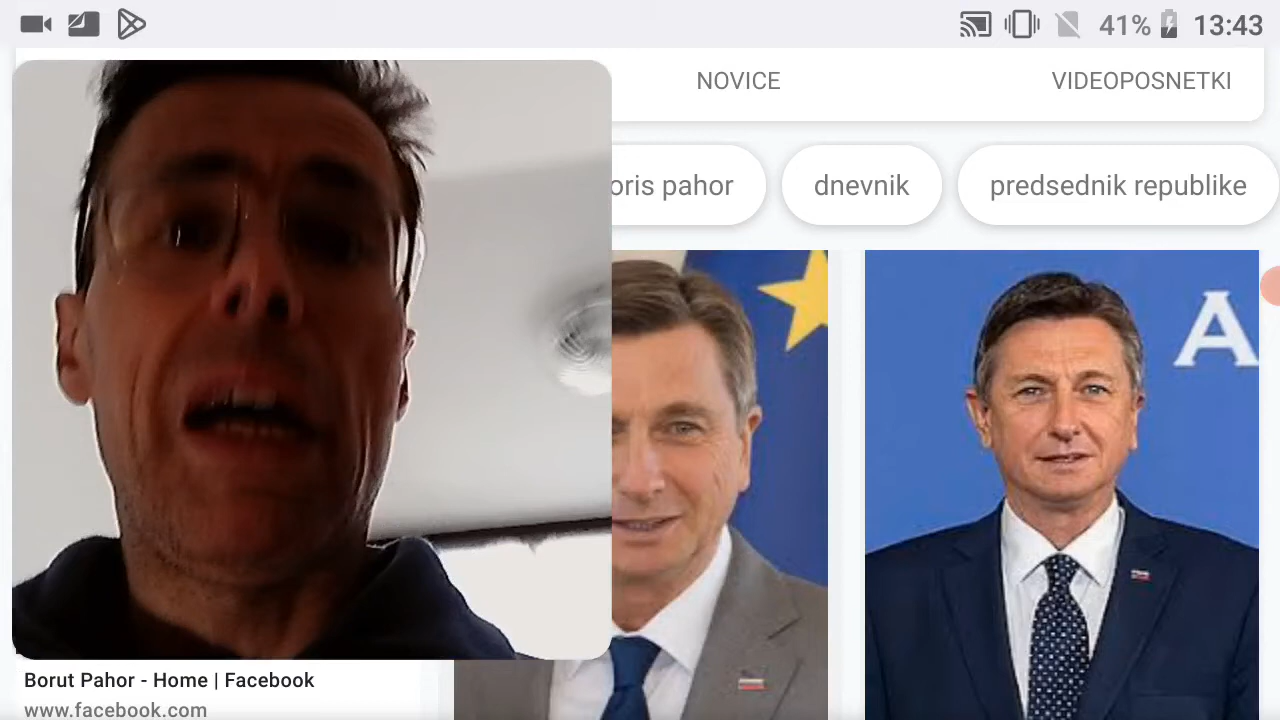 41% 13:43
NOVICE VIDEOPOSNETKI
oris pahor dnevnik predsednik republike
A
Borut Pahor - Home | Facebook
www.facebook.com